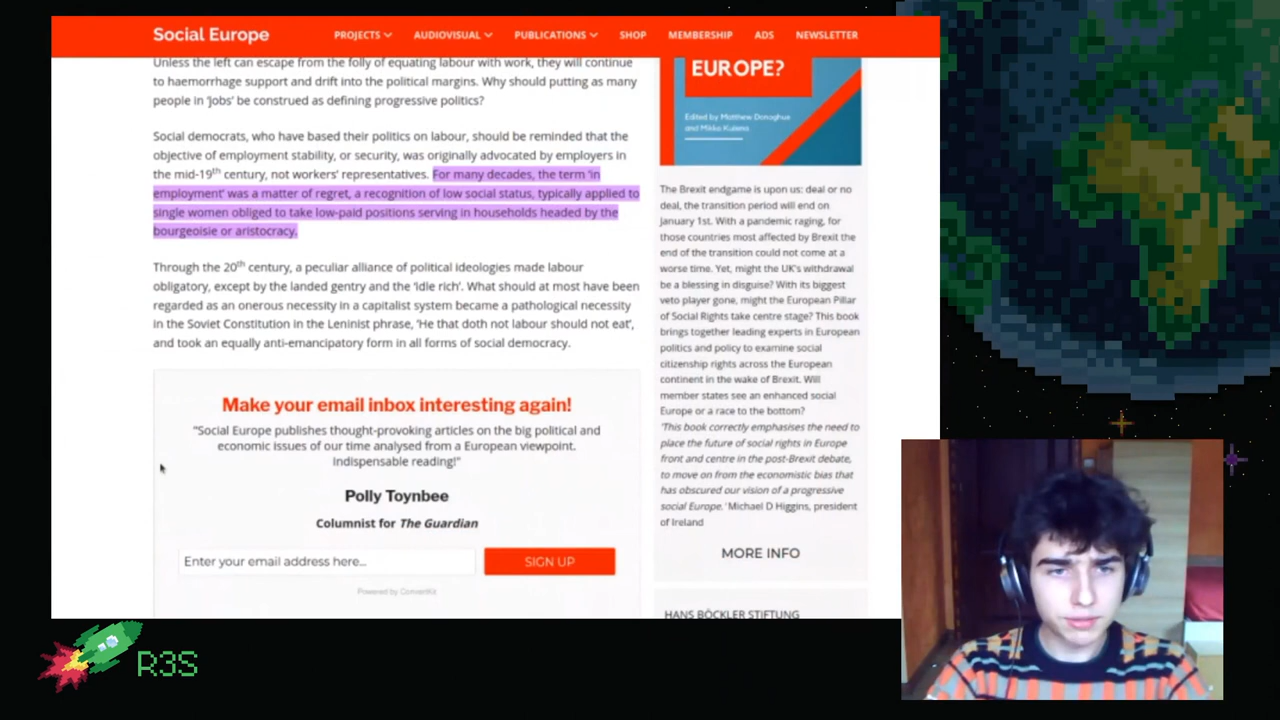 Social Europe
PROJECTS
AUDIOVISUAL
PUBLICATIONS
SHOP
MEMBERSHIP
ADS
NEWSLETTER
Unless the left can escape from the folly of equating labour with work, they will continue
to haemorrhage support and drift into the political margins. Why should putting as many
people in 'jobs' be construed as defining progressive politics?
Social democrats, who have based their politics on labour, should be reminded that the
objective of employment stability, or security, was originally advocated by employers in
the mid-19th century, not workers' representatives. For many decades, the term 'in
employment' was a matter of regret, a recognition of low social status, typically applied to
single women obliged to take low-paid positions serving in households headed by the
bourgeoisie or aristocracy.
Through the 20th century, a peculiar alliance of political ideologies made labour
obligatory, except by the landed gentry and the 'idle rich'. What should at most have been
regarded as an onerous necessity in a capitalist system became a pathological necessity
in the Soviet Constitution in the Leninist phrase, 'He that doth not labour should not eat',
and took an equally anti-emancipatory form in all forms of social democracy.
Make your email inbox interesting again!
"Social Europe publishes thought-provoking articles on the big political and
economic issues of our time analysed from a European viewpoint.
Indispensable reading!"
Polly Toynbee
Columnist for The Guardian
Enter your email address here...
SIGN UP
Powered by ConvertKit
EUROPE?
Edited by Matthew Donoghue
and Mikko Kuisma
The Brexit endgame is upon us: deal or no
deal, the transition period will end on
January 1st. With a pandemic raging, for
those countries most affected by Brexit the
end of the transition could not come at a
worse time. Yet, might the UK's withdrawal
be a blessing in disguise? With its biggest
veto player gone, might the European Pillar
of Social Rights take centre stage? This book
brings together leading experts in European
politics and policy to examine social
citizenship rights across the European
continent in the wake of Brexit. Will
member states see an enhanced social
Europe or a race to the bottom?
'This book correctly emphasises the need to
place the future of social rights in Europe
front and centre in the post-Brexit debate,
to move on from the economistic bias that
has obscured our vision of a progressive
social Europe.' Michael D Higgins, president
of Ireland
MORE INFO
HANS BÖCKLER STIFTUNG
R3S